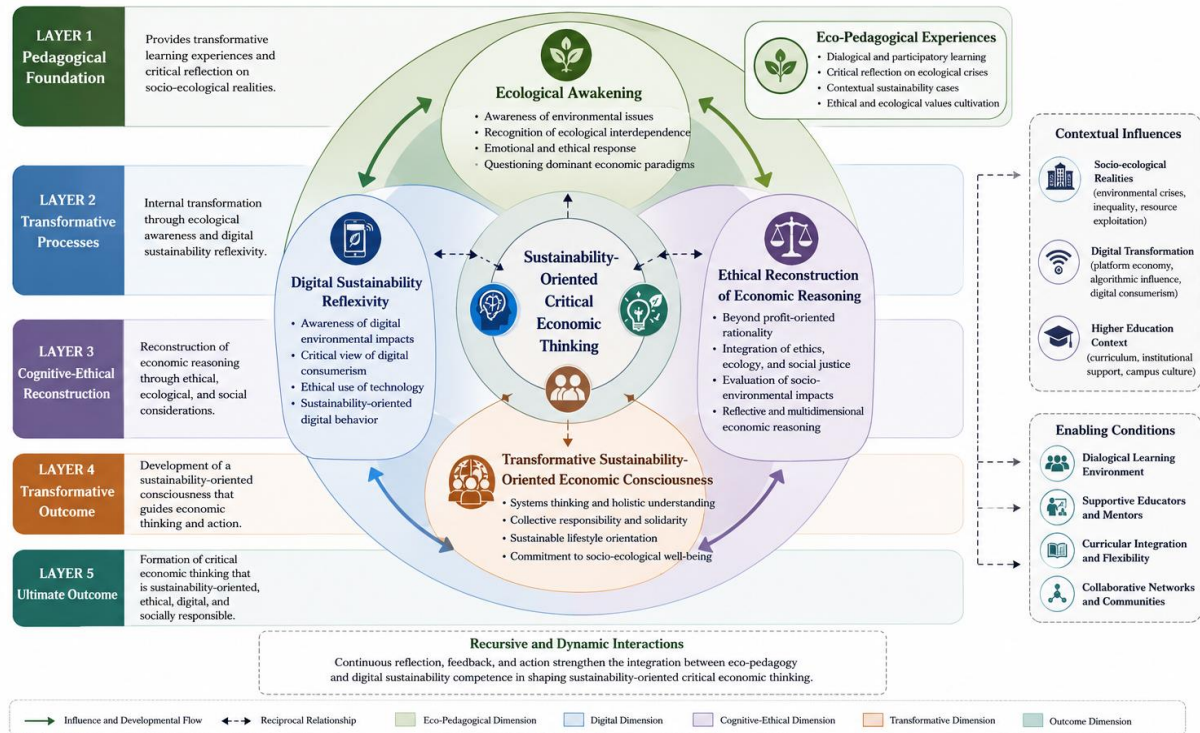 LAYER 1
Pedagogical
Foundation
Provides transformative
learning experiences and
critical reflection on
socio-ecological realities.
Ecological Awakening
• Awareness of environmental issues
• Recognition of ecological interdependence
• Emotional and ethical response
• Questioning dominant economic paradigms
Eco-Pedagogical Experiences
• Dialogical and participatory learning
• Critical reflection on ecological crises
• Contextual sustainability cases
• Ethical and ecological values cultivation
LAYER 2
Transformative
Processes
Internal transformation
through ecological
awareness and digital
sustainability reflexivity.
Digital Sustainability
Reflexivity
• Awareness of digital
environmental impacts
• Critical view of digital
consumerism
• Ethical use of technology
• Sustainability-oriented
digital behavior
Sustainability-
Oriented
Critical
Economic
Thinking
Ethical Reconstruction
of Economic Reasoning
• Beyond profit-oriented
rationality
• Integration of ethics,
ecology, and social justice
• Evaluation of socio-
environmental impacts
• Reflective and multidimensional
economic reasoning
LAYER 3
Cognitive-Ethical
Reconstruction
Reconstruction of
economic reasoning
through ethical,
ecological, and social
considerations.
LAYER 4
Transformative
Outcome
Development of a
sustainability-oriented
consciousness that
guides economic
thinking and action.
Transformative Sustainability-
Oriented Economic Consciousness
• Systems thinking and holistic understanding
• Collective responsibility and solidarity
• Sustainable lifestyle orientation
• Commitment to socio-ecological well-being
LAYER 5
Ultimate Outcome
Formation of critical
economic thinking that
is sustainability-oriented,
ethical, digital, and
socially responsible.
Contextual Influences
Socio-ecological
Realities
(environmental crises,
inequality, resource
exploitation)
Digital Transformation
(platform economy,
algorithmic influence,
digital consumerism)
Higher Education
Context
(curriculum, institutional
support, campus culture)
Enabling Conditions
Dialogical Learning
Environment
Supportive Educators
and Mentors
Curricular Integration
and Flexibility
Collaborative Networks
and Communities
Recursive and Dynamic Interactions
Continuous reflection, feedback, and action strengthen the integration between eco-pedagogy
and digital sustainability competence in shaping sustainability-oriented critical economic thinking.
Influence and Developmental Flow
Reciprocal Relationship
Eco-Pedagogical Dimension
Digital Dimension
Cognitive-Ethical Dimension
Transformative Dimension
Outcome Dimension